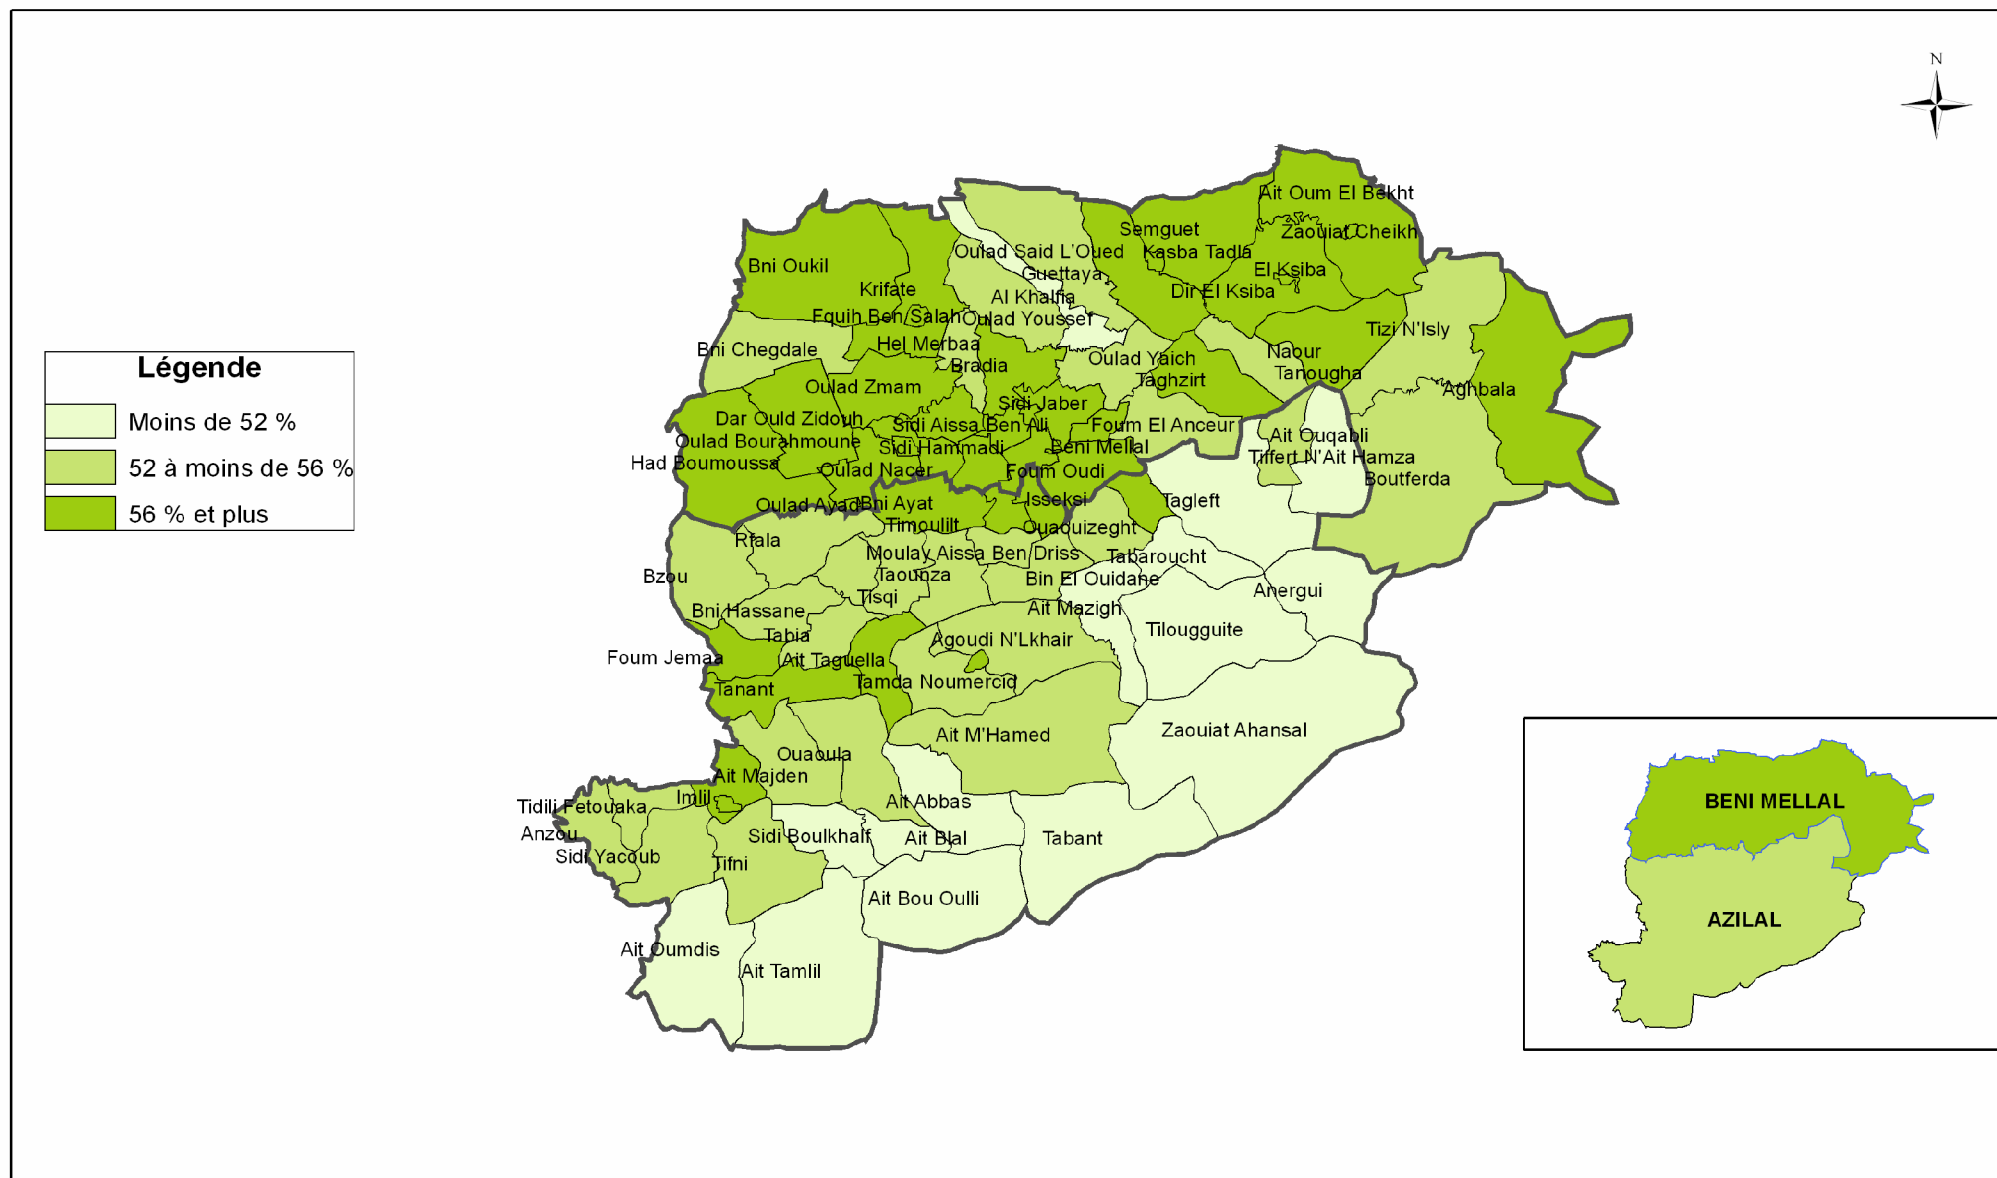 N
Ait Oum El Bekht
Semguet
Zaouiat Cheikh
Kasba Tadla
Oulad Said L'Oued
Bni Oukil
Guettaya
El Ksiba
Krifate
Al Khalfia
Dir El Ksiba
Fquih Ben Salah
Oulad Youssef
Tizi N'Isly
Hel Merbaa
Bni Chegdale
Naour
Oulad Yaich
Bradia
Tanougha
Légende
Taghzirt
Oulad Zmam
Aghbala
Sidi Jaber
Moins de 52 %
Dar Ould Zidouh
Sidi Aissa Ben Ali
Foum El Anceur
Ait Ouqabli
Oulad Bourahmoune
Sidi Hammadi
Beni Mellal
Tiffert N'Ait Hamza
Had Boumoussa
52 à moins de 56 %
Oulad Nacer
Foum Oudi
Boutferda
Oulad Ayad
Bni Ayat
Isseksi
Tagleft
56 % et plus
Timoulilt
Ouaouizeght
Rfala
Moulay Aissa Ben Driss
Tabaroucht
Bzou
Taounza
Bin El Ouidane
Anergui
Tisqi
Bni Hassane
Ait Mazigh
Tabia
Agoudi N'Lkhair
Tilougguite
Foum Jemaa
Ait Taguella
Tanant
Tamda Noumercid
Ait M'Hamed
Zaouiat Ahansal
Ouaoula
Ait Majden
Imlil
Ait Abbas
BENI MELLAL
Tidili Fetouaka
Anzou
Sidi Boulkhalf
Ait Blal
Tabant
Sidi Yacoub
Tifni
Ait Bou Oulli
AZILAL
Ait Oumdis
Ait Tamlil